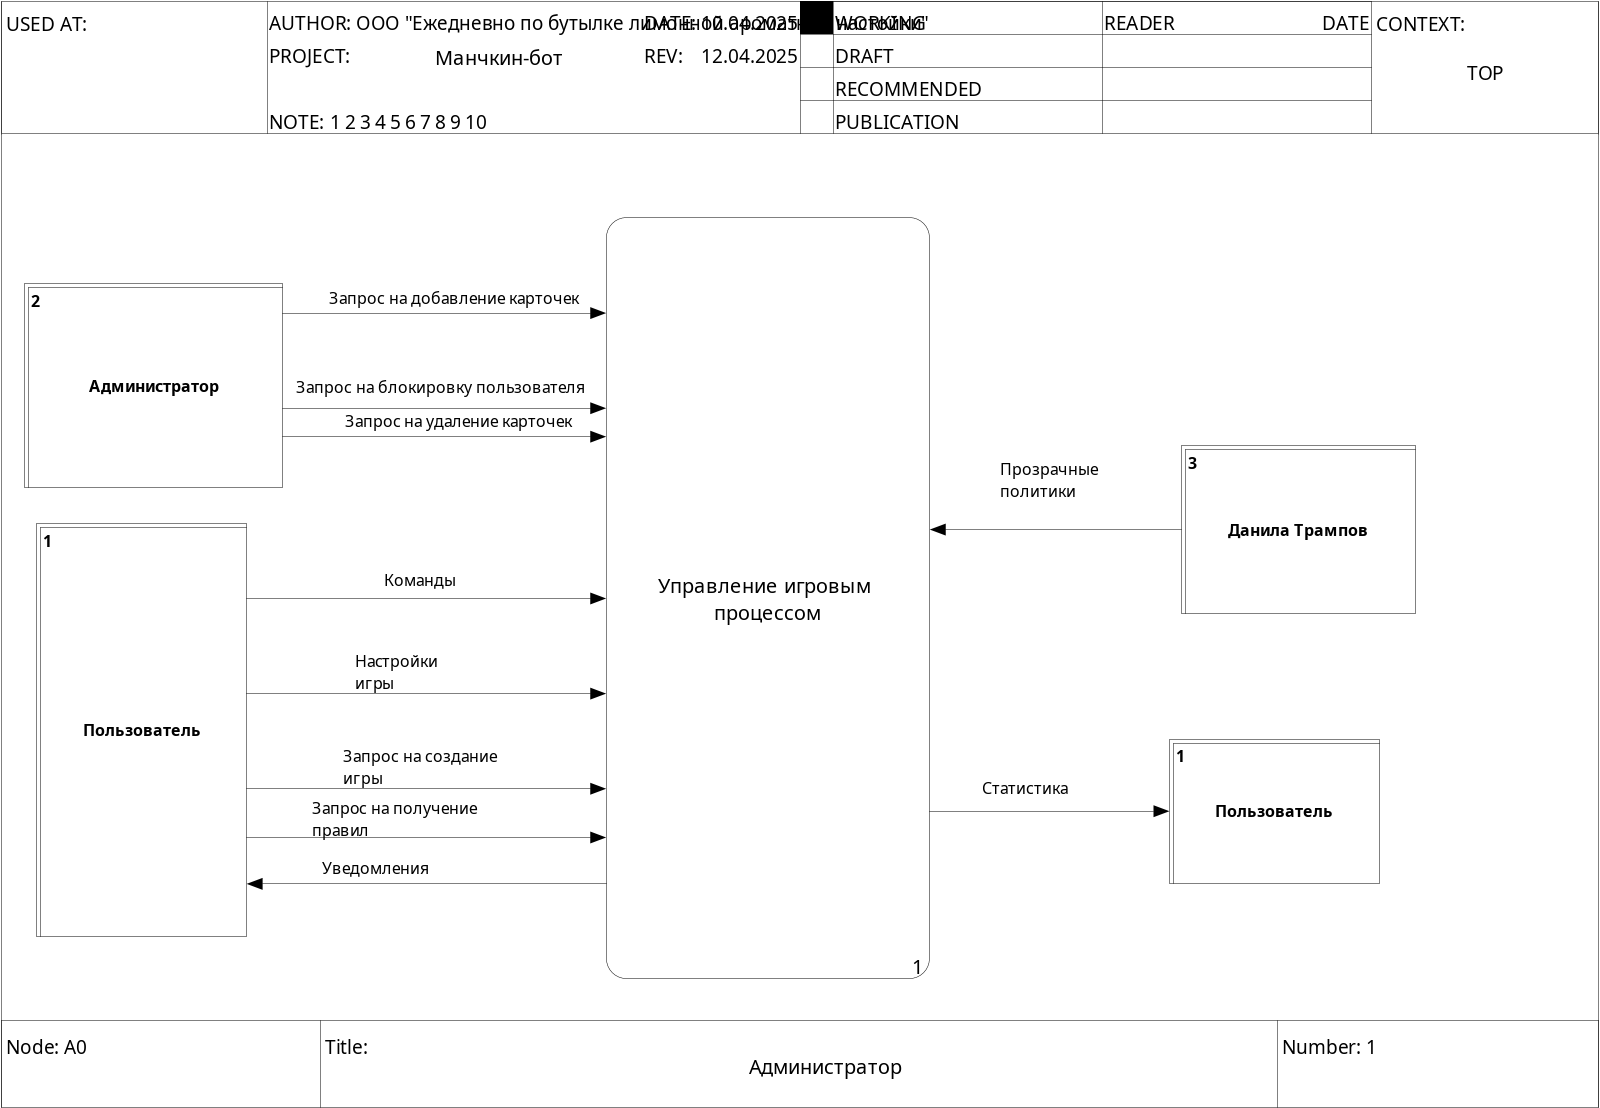 USED AT:
AUTHOR: ООО "Ежедневно по бутылке лимонной ароматн настойки"
DATE: 10.04.2025
WORKING
READER
DATE
CONTEXT:
PROJECT:
Манчкин-бот
REV: 12.04.2025
DRAFT
TOP
RECOMMENDED
NOTE: 1 2 3 4 5 6 7 8 9 10
PUBLICATION
2
Администратор
Запрос на добавление карточек
Запрос на блокировку пользователя
Запрос на удаление карточек
1
Пользователь
Команды
Настройки
игры
Запрос на создание
игры
Запрос на получение
правил
Уведомления
Управление игровым
процессом
1
Прозрачные
политики
3
Данила Трампов
Статистика
1
Пользователь
Node: A0
Title:
Администратор
Number: 1